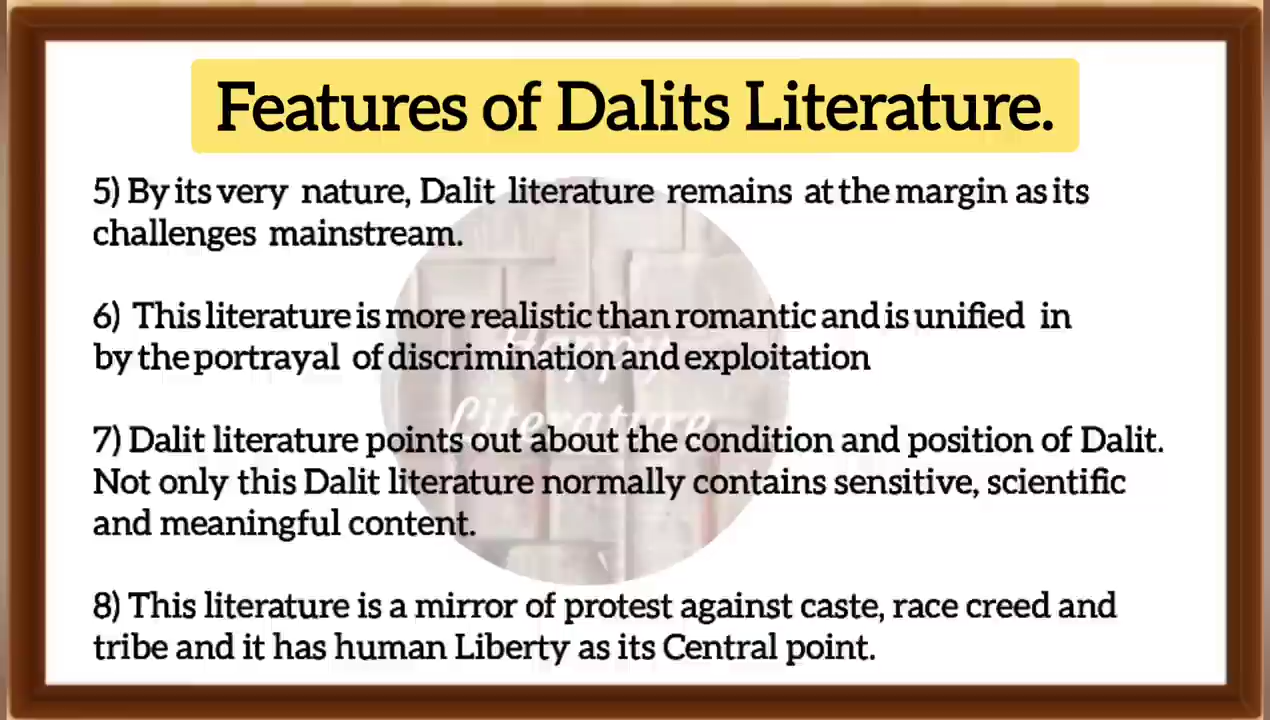 Features of Dalits Literature.
5) By its very nature, Dalit literature remains at the margin as its
challenges mainstream.
6) This literature is more realistic than romantic and is unified in
by the portrayal of discrimination and exploitation
Happy
Literature
7) Dalit literature points out about the condition and position of Dalit.
Not only this Dalit literature normally contains sensitive, scientific
and meaningful content.
8) This literature is a mirror of protest against caste, race creed and
tribe and it has human Liberty as its Central point.